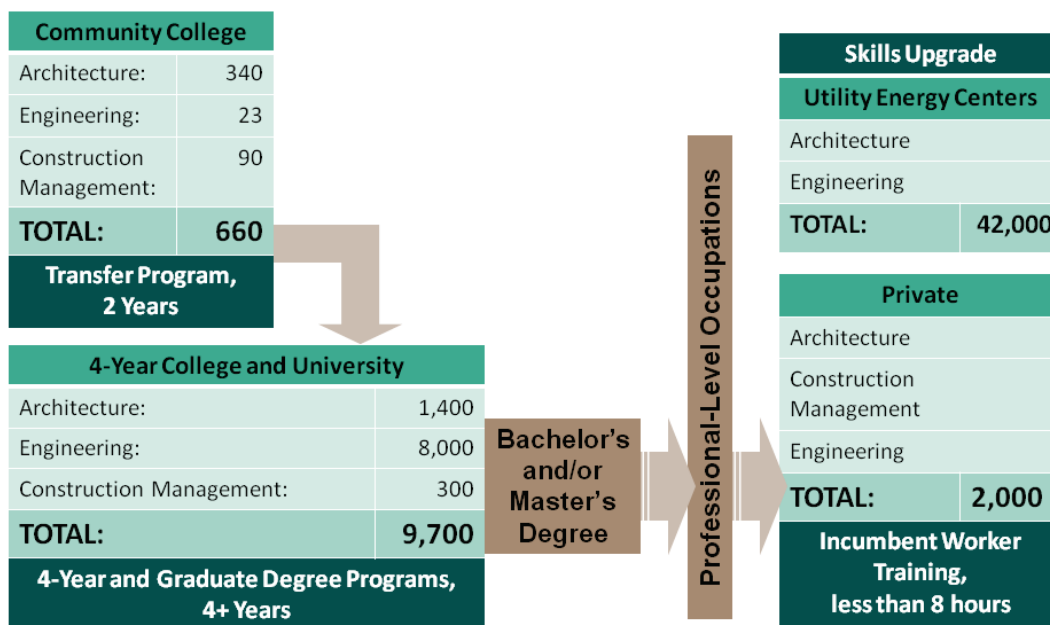 Community College
Architecture: 340
Engineering: 23
Construction Management: 90
TOTAL: 660
Transfer Program,
2 Years
4-Year College and University
Architecture: 1,400
Engineering: 8,000
Construction Management: 300
TOTAL: 9,700
4-Year and Graduate Degree Programs,
4+ Years
Bachelor's
and/or
Master's
Degree
Professional-Level Occupations
Skills Upgrade
Utility Energy Centers
Architecture
Engineering
TOTAL: 42,000
Private
Architecture
Construction
Management
Engineering
TOTAL: 2,000
Incumbent Worker
Training,
less than 8 hours